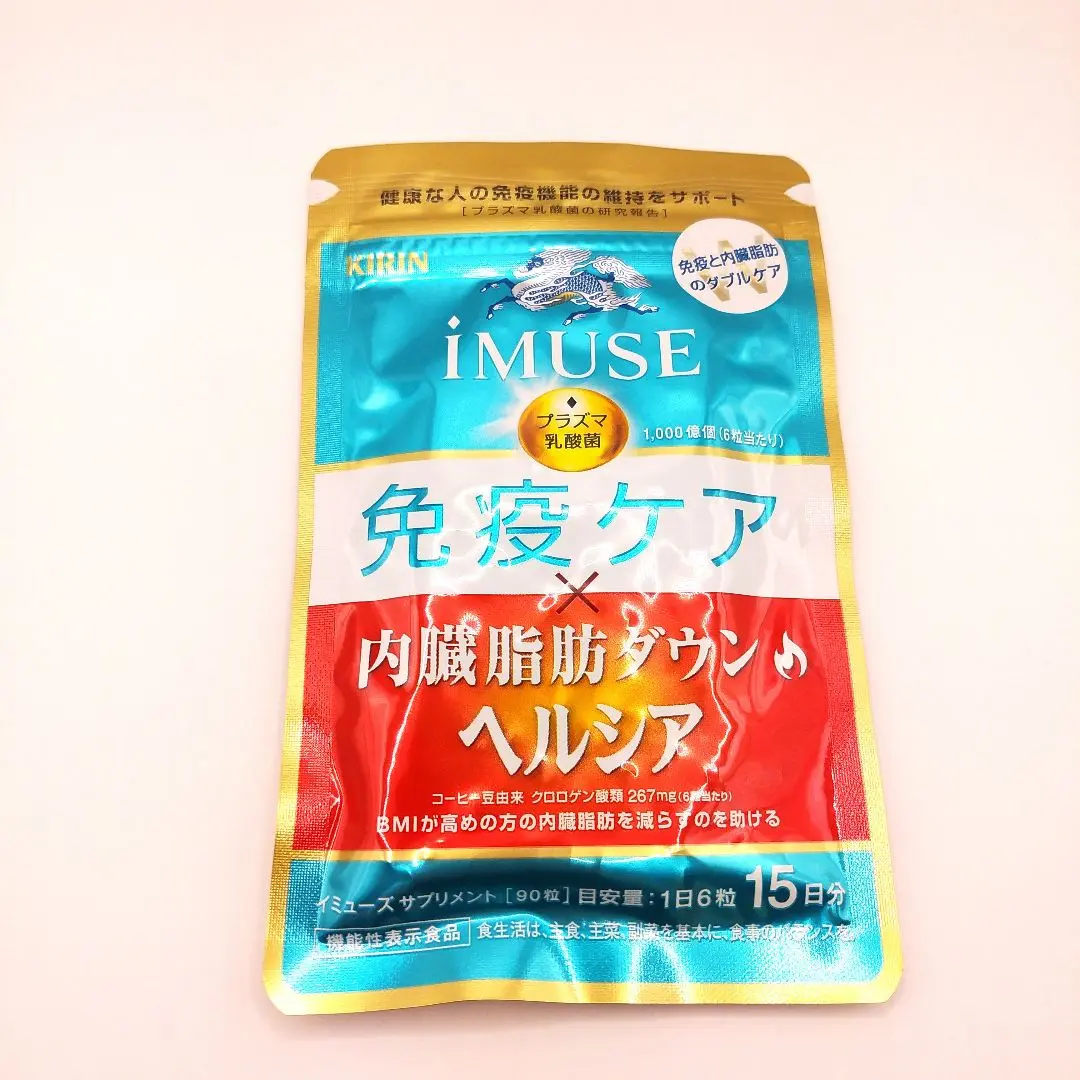 健康な人の免疫機能の維持をサポート
[プラズマ乳酸菌の研究報告]
KIRIN
免疫と内臓脂肪
のダブルケア
iMUSE
プラズマ
乳酸菌
1,000億個(6粒当たり)
免疫ケア
×
内臓脂肪ダウン
ヘルシア
コーヒー豆由来 クロロゲン酸類 267mg(6粒当たり)
BMIが高めの方の内臓脂肪を減らすのを助ける
イミューズ サプリメント [90粒] 目安量:1日6粒 15日分
機能性表示食品 食生活は、主食、主菜、副菜を基本に、食事のバランスを。